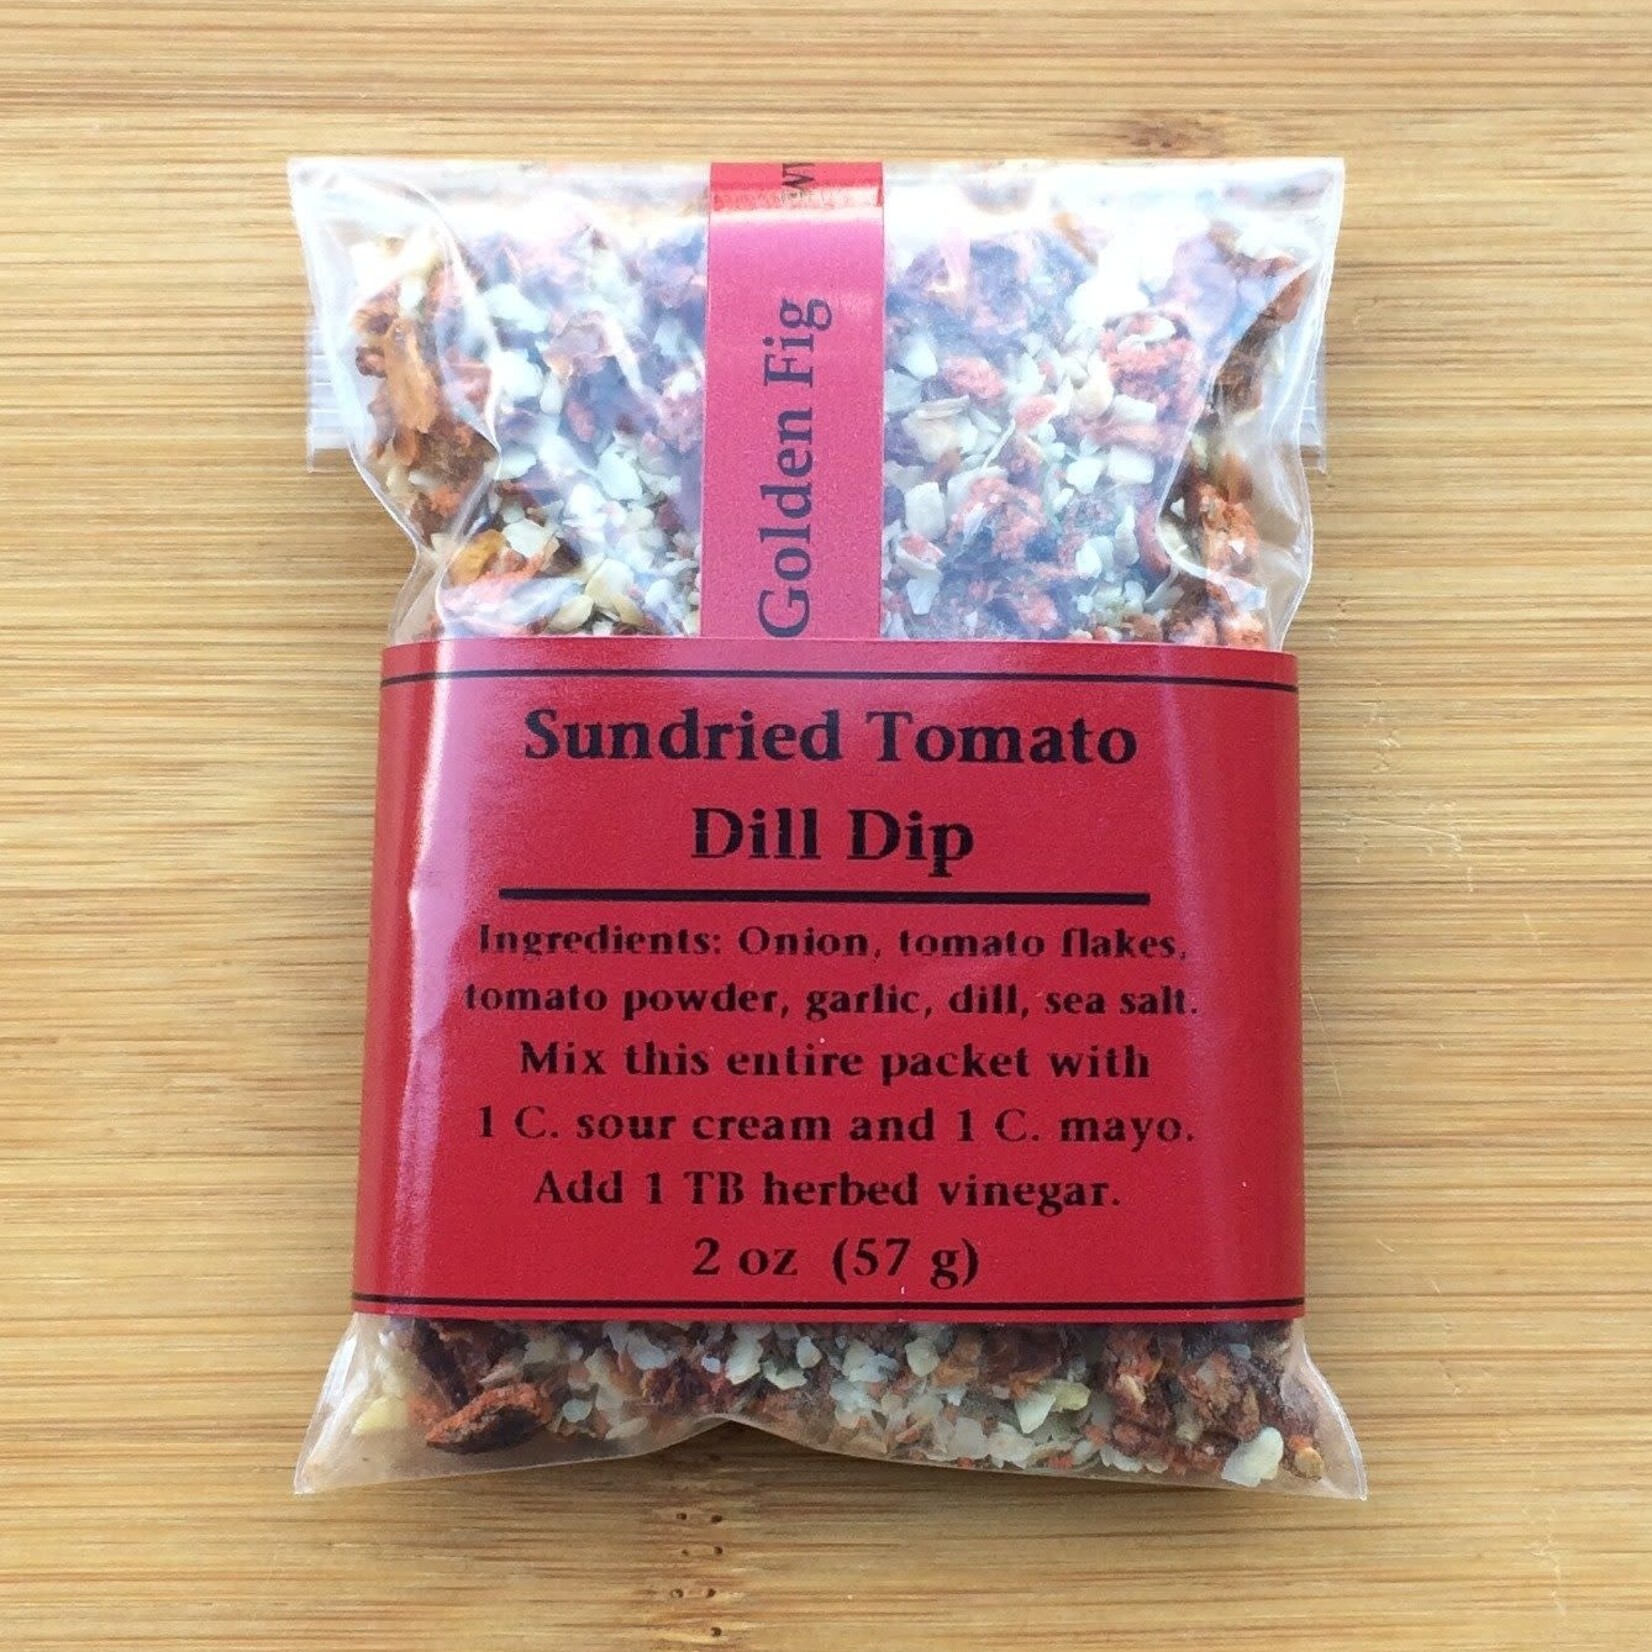 Golden Fig
Sundried Tomato
Dill Dip
Ingredients: Onion, tomato flakes,
tomato powder, garlic, dill, sea salt.
Mix this entire packet with
1 C. sour cream and 1 C. mayo.
Add 1 TB herbed vinegar.
2 oz (57 g)